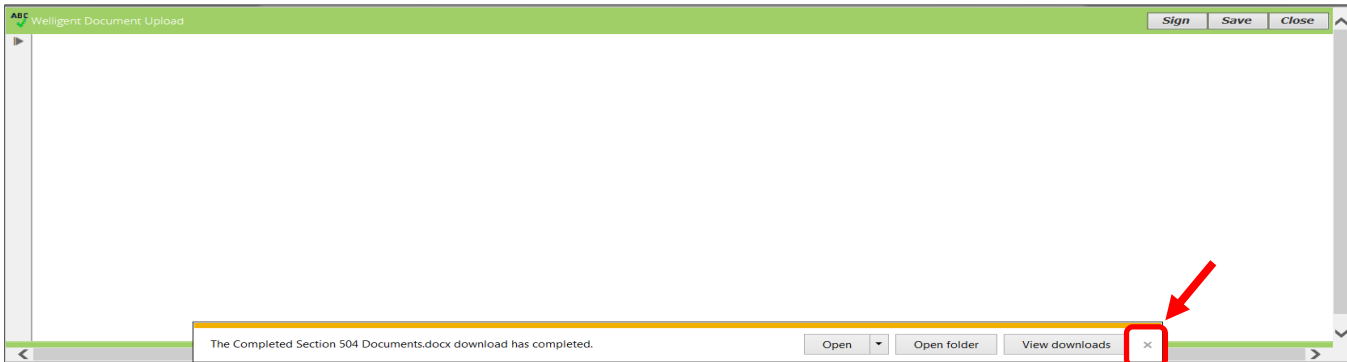 ABC Welligent Document Upload Sign Save Close
The Completed Section 504 Documents.docx download has completed. Open Open folder View downloads ×